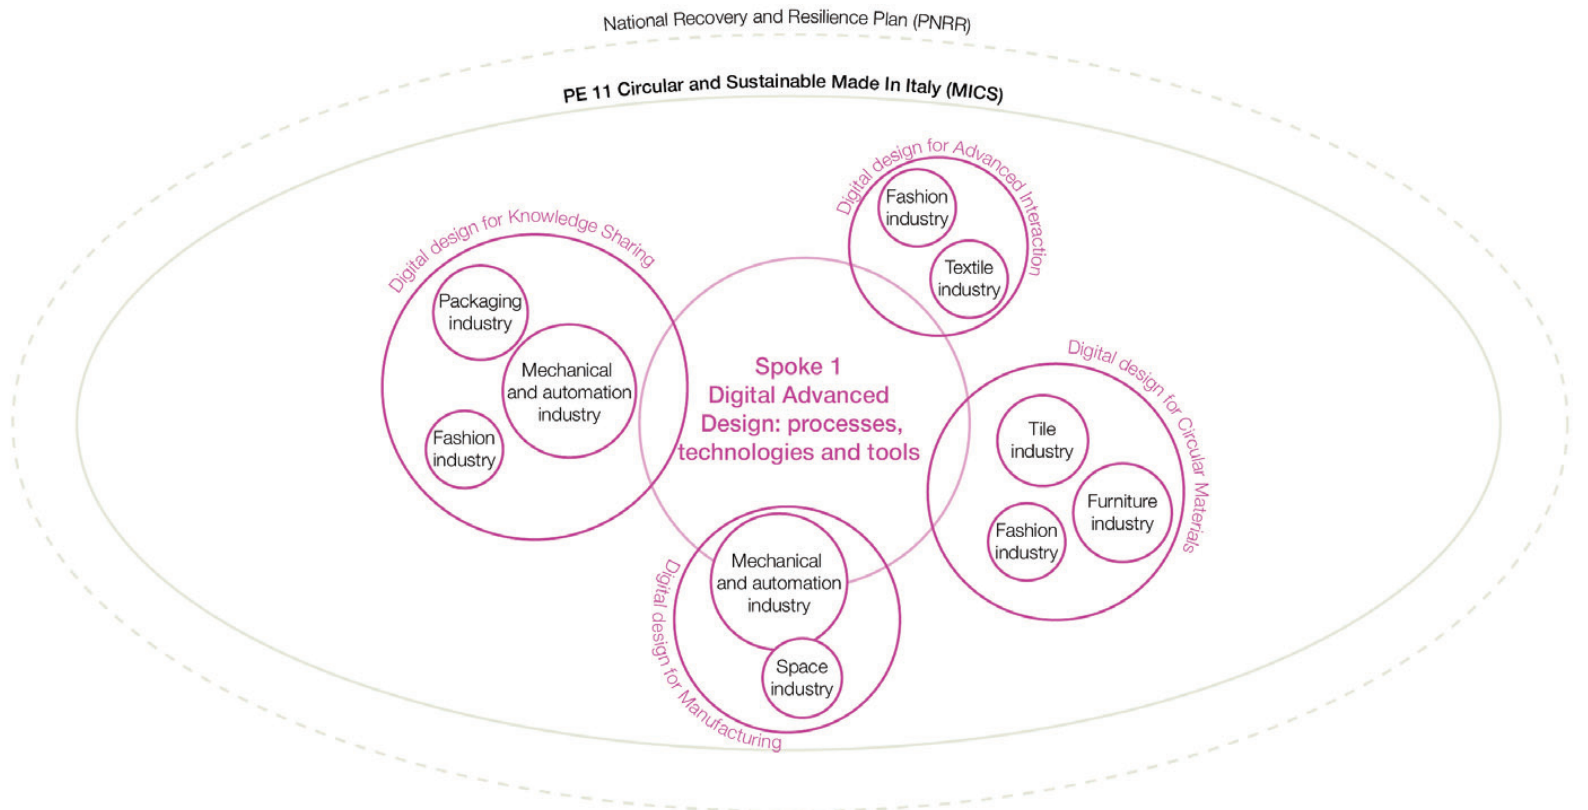 National Recovery and Resilience Plan (PNRR)
PE 11 Circular and Sustainable Made In Italy (MICS)
Digital design for Advanced Interaction
Fashion
industry
Textile
industry
Digital design for Knowledge Sharing
Packaging
industry
Mechanical
and automation
industry
Fashion
industry
Spoke 1
Digital Advanced
Design: processes,
technologies and tools
Digital design for Circular Materials
Tile
industry
Furniture
industry
Fashion
industry
Digital design for Manufacturing
Mechanical
and automation
industry
Space
industry